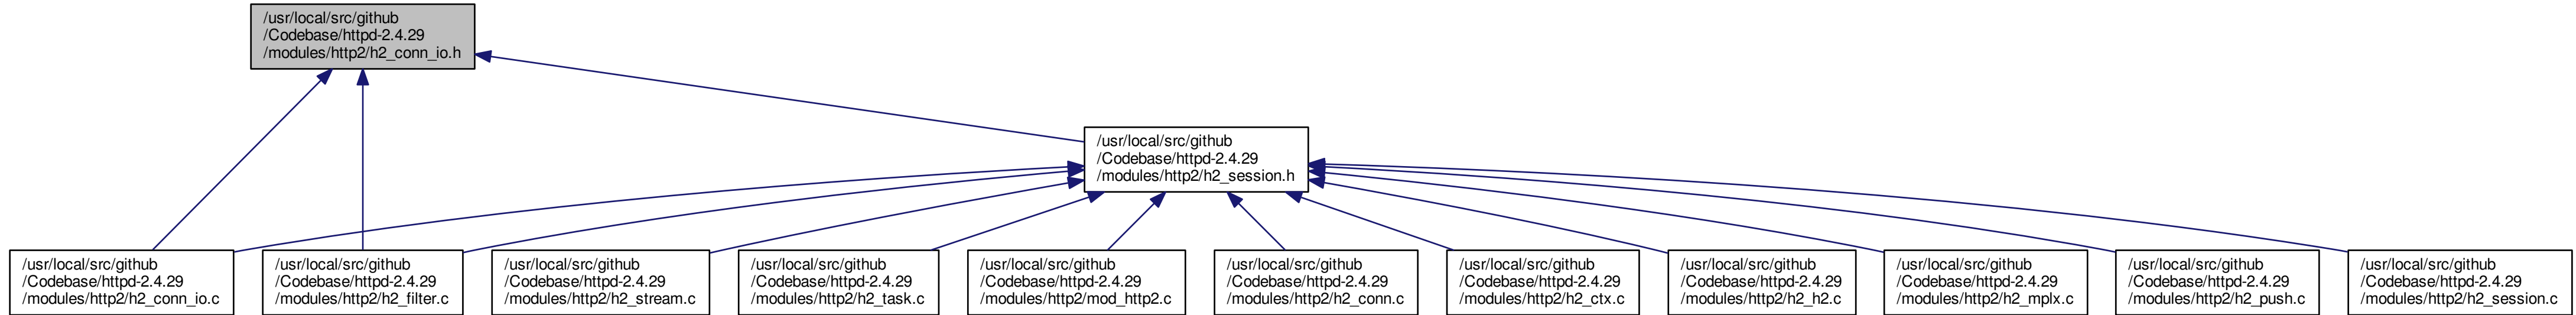 /usr/local/src/github
/Codebase/httpd-2.4.29
/modules/http2/h2_conn_io.h
/usr/local/src/github
/Codebase/httpd-2.4.29
/modules/http2/h2_session.h
/usr/local/src/github
/Codebase/httpd-2.4.29
/modules/http2/h2_conn_io.c
/usr/local/src/github
/Codebase/httpd-2.4.29
/modules/http2/h2_filter.c
/usr/local/src/github
/Codebase/httpd-2.4.29
/modules/http2/h2_stream.c
/usr/local/src/github
/Codebase/httpd-2.4.29
/modules/http2/h2_task.c
/usr/local/src/github
/Codebase/httpd-2.4.29
/modules/http2/mod_http2.c
/usr/local/src/github
/Codebase/httpd-2.4.29
/modules/http2/h2_conn.c
/usr/local/src/github
/Codebase/httpd-2.4.29
/modules/http2/h2_ctx.c
/usr/local/src/github
/Codebase/httpd-2.4.29
/modules/http2/h2_h2.c
/usr/local/src/github
/Codebase/httpd-2.4.29
/modules/http2/h2_mplx.c
/usr/local/src/github
/Codebase/httpd-2.4.29
/modules/http2/h2_push.c
/usr/local/src/github
/Codebase/httpd-2.4.29
/modules/http2/h2_session.c